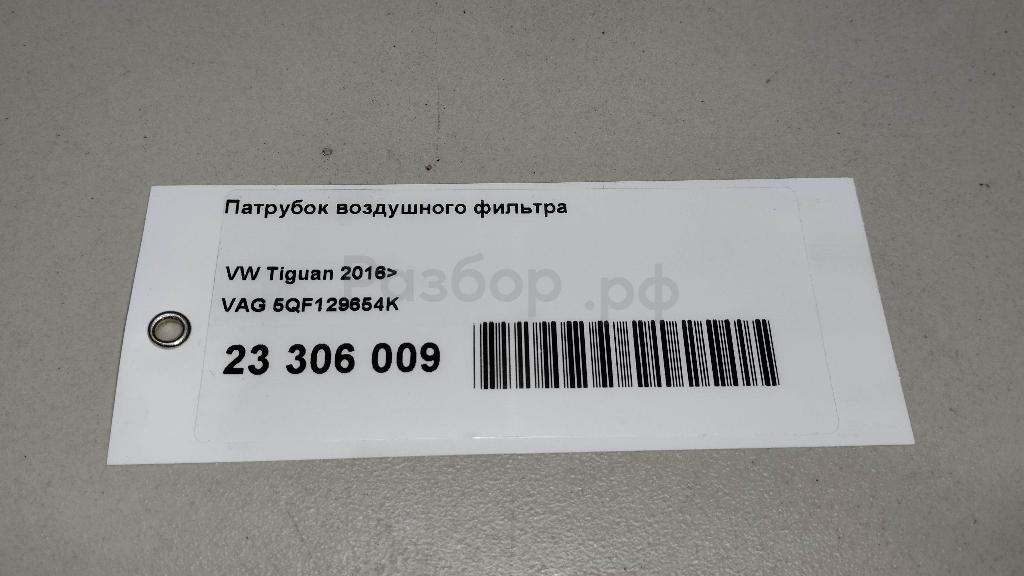 Патрубок воздушного фильтра
VW Tiguan 2016>
VAG 5QF129654K
23 306 009
Разбор.рф